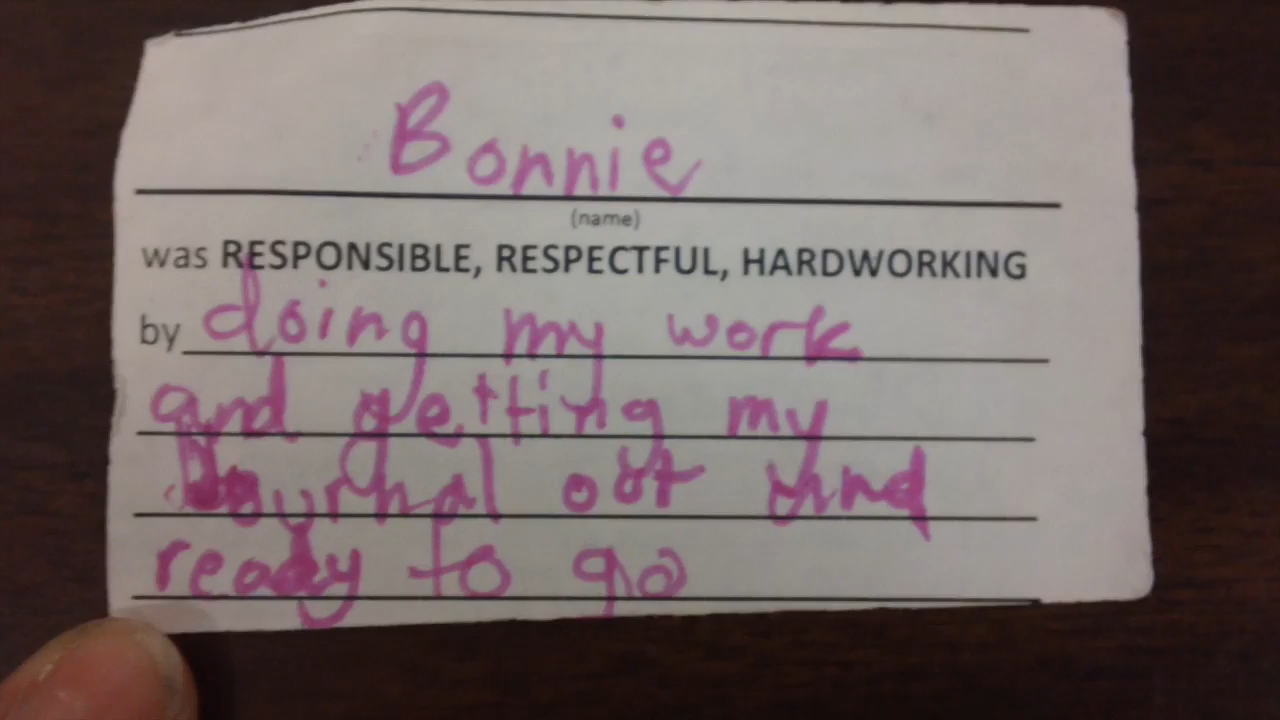 Bonnie
(name)
was RESPONSIBLE, RESPECTFUL, HARDWORKING
by doing my work
and getting my
Journal out and
ready to go